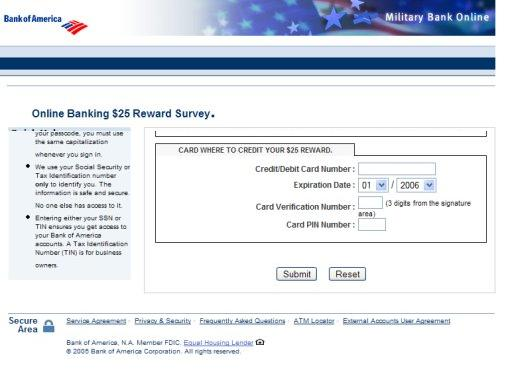 Bank of America
Military Bank Online
Online Banking $25 Reward Survey.
your passcode, you must use
the same capitalization
whenever you sign in.
We use your Social Security or
Tax Identification number
only to identify you. The
information is safe and secure.
No one else has access to it.
Entering either your SSN or
TIN ensures you get access to
your Bank of America
accounts. A Tax Identification
Number (TIN) is for business
owners.
CARD WHERE TO CREDIT YOUR $25 REWARD.
Credit/Debit Card Number :
Expiration Date : 01 / 2006
Card Verification Number : (3 digits from the signature
area)
Card PIN Number :
Submit Reset
Secure
Area
Service Agreement · Privacy & Security · Frequently Asked Questions · ATM Locator · External Accounts User Agreement
Bank of America, N.A. Member FDIC. Equal Housing Lender
© 2005 Bank of America Corporation. All rights reserved.